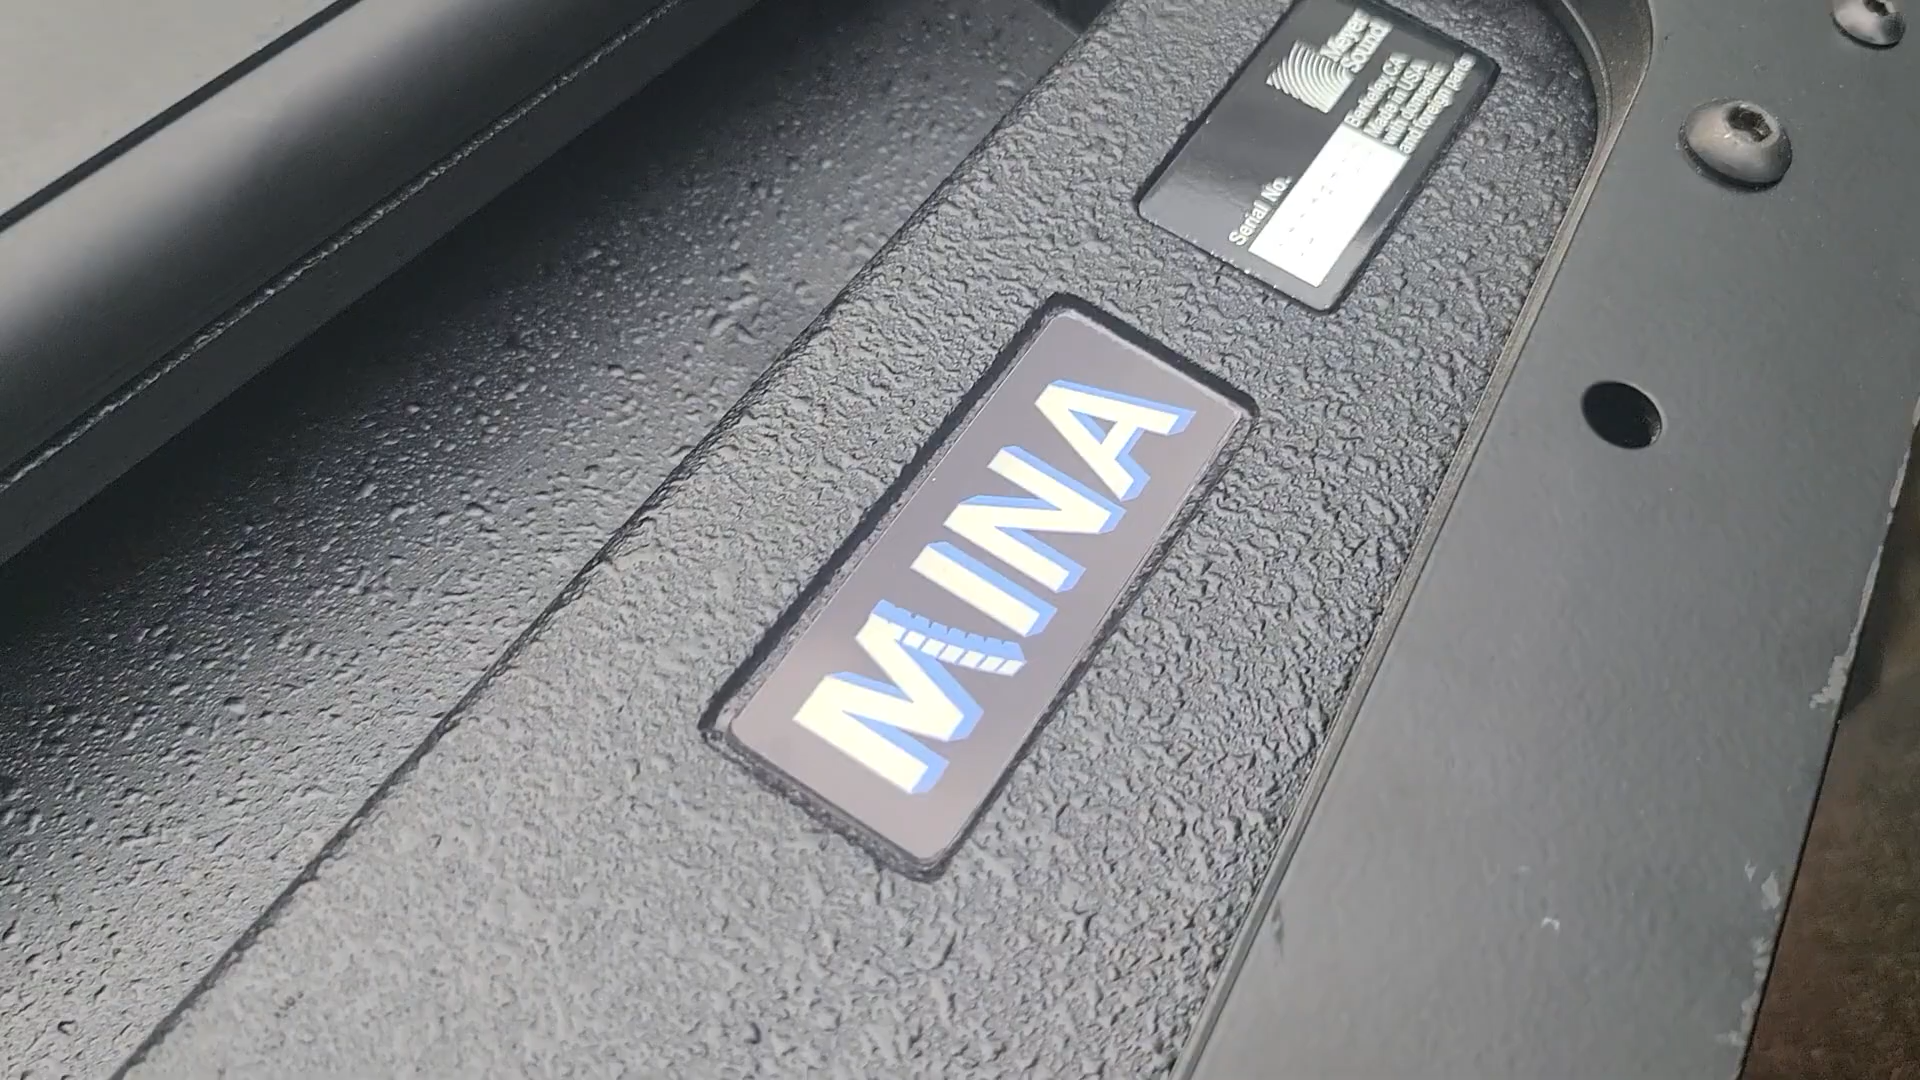 Meyer
Sound
Berkeley, CA
Made in USA
with domestic
and foreign parts
Serial No.
MINA